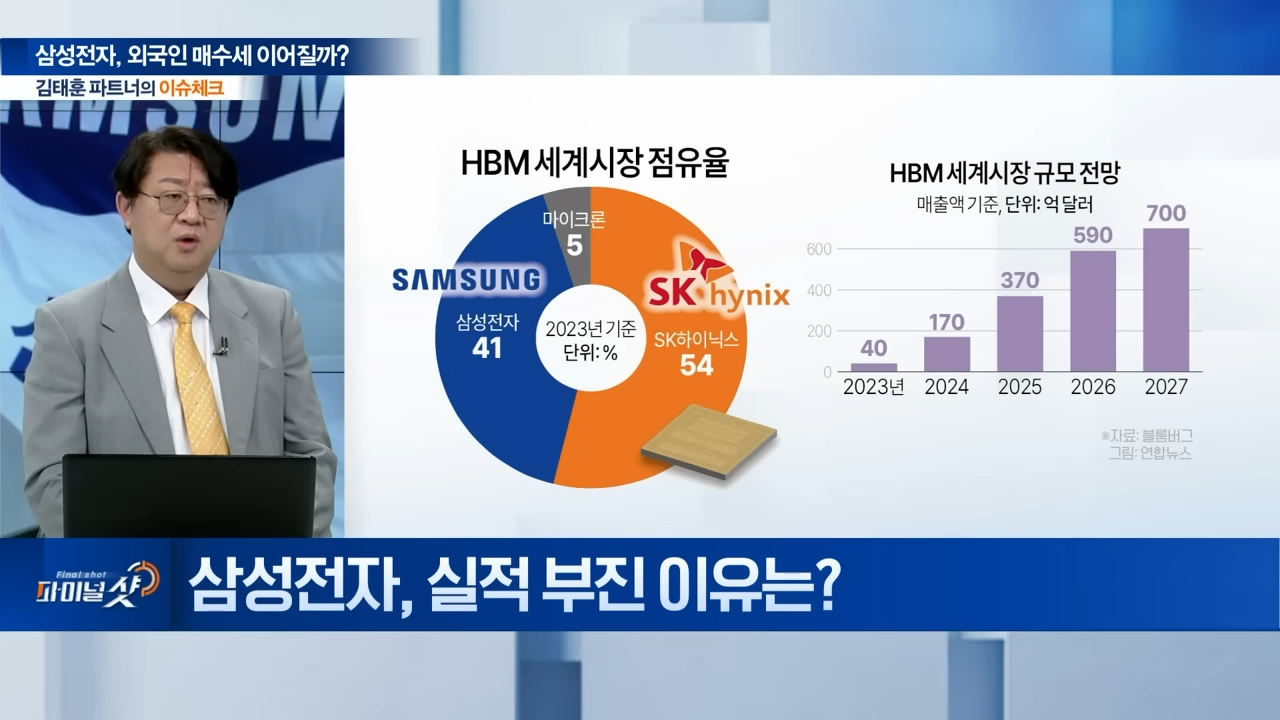 삼성전자, 외국인 매수세 이어질까?
김태훈 파트너의 이슈체크
AMSUN
HBM 세계시장 점유율
마이크론
5
SAMSUNG
삼성전자
41
2023년 기준
단위: %
SK hynix
SK하이닉스
54
HBM 세계시장 규모 전망
매출액 기준, 단위: 억 달러
700
590
370
170
40
600
400
200
0
2023년 2024 2025 2026 2027
※자료: 블룸버그
그림: 연합뉴스
Final shot
파이널 샷
삼성전자, 실적 부진 이유는?